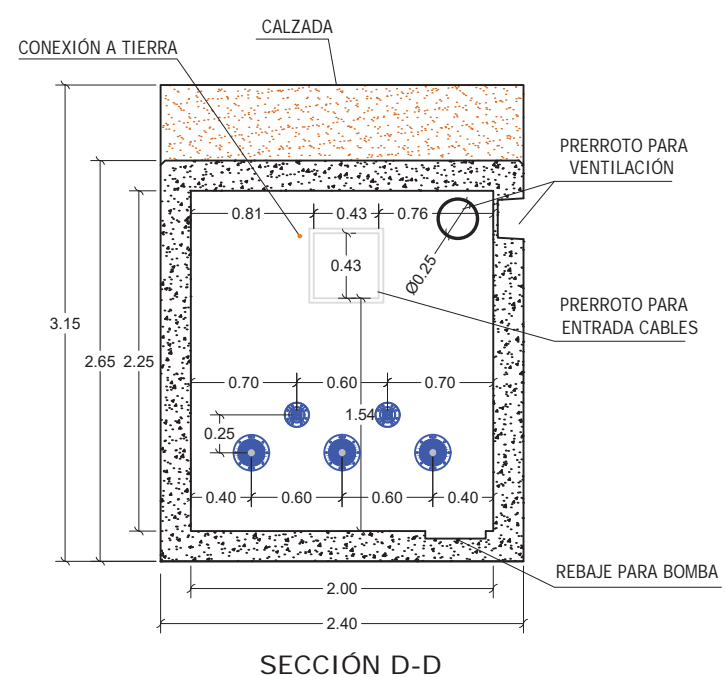 CALZADA
CONEXIÓN A TIERRA
PRERROTO PARA
VENTILACIÓN
0.81
0.43
0.76
0.43
Ø0.25
PRERROTO PARA
ENTRADA CABLES
3.15
2.65
2.25
0.70
0.60
0.70
1.54
0.25
0.40
0.60
0.60
0.40
REBAJE PARA BOMBA
2.00
2.40
SECCIÓN D-D